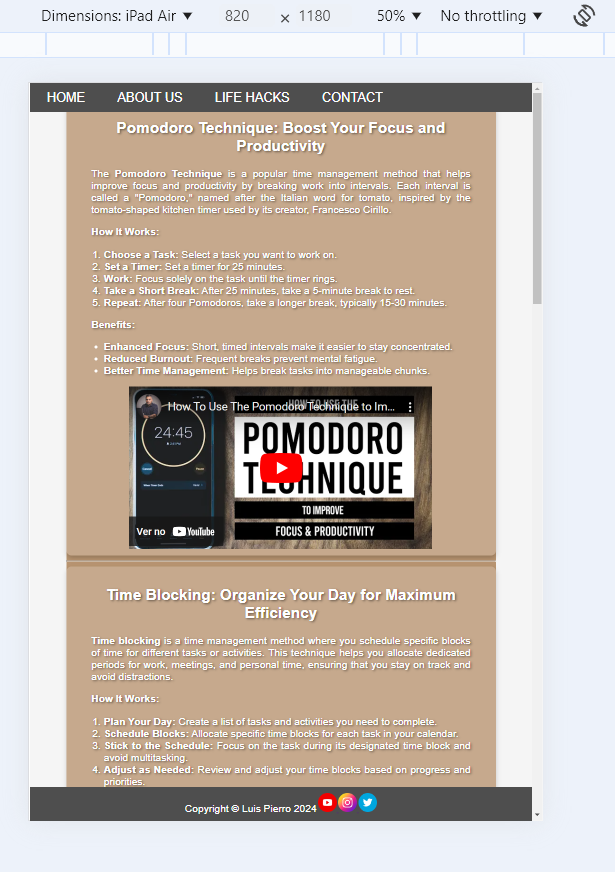 Dimensions: iPad Air ▼ 820 × 1180 50% ▼ No throttling ▼
HOME ABOUT US LIFE HACKS CONTACT
Pomodoro Technique: Boost Your Focus and
Productivity
The Pomodoro Technique is a popular time management method that helps
improve focus and productivity by breaking work into intervals. Each interval is
called a "Pomodoro," named after the Italian word for tomato, inspired by the
tomato-shaped kitchen timer used by its creator, Francesco Cirillo.
How It Works:
1. Choose a Task: Select a task you want to work on.
2. Set a Timer: Set a timer for 25 minutes.
3. Work: Focus solely on the task until the timer rings.
4. Take a Short Break: After 25 minutes, take a 5-minute break to rest.
5. Repeat: After four Pomodoros, take a longer break, typically 15-30 minutes.
Benefits:
• Enhanced Focus: Short, timed intervals make it easier to stay concentrated.
• Reduced Burnout: Frequent breaks prevent mental fatigue.
• Better Time Management: Helps break tasks into manageable chunks.
HOW TO USE THE
How To Use The Pomodoro Technique to Im...
24:45
POMODORO
TECHNIQUE
TO IMPROVE
FOCUS & PRODUCTIVITY
Ver no YouTube
Time Blocking: Organize Your Day for Maximum
Efficiency
Time blocking is a time management method where you schedule specific blocks
of time for different tasks or activities. This technique helps you allocate dedicated
periods for work, meetings, and personal time, ensuring that you stay on track and
avoid distractions.
How It Works:
1. Plan Your Day: Create a list of tasks and activities you need to complete.
2. Schedule Blocks: Allocate specific time blocks for each task in your calendar.
3. Stick to the Schedule: Focus on the task during its designated time block and
avoid multitasking.
4. Adjust as Needed: Review and adjust your time blocks based on progress and
priorities.
Copyright © Luis Pierro 2024